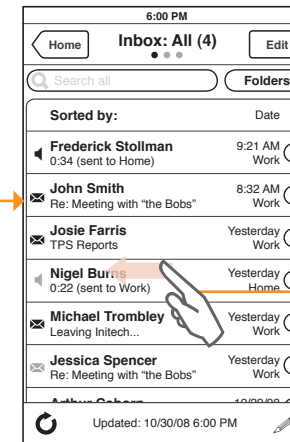 6:00 PM
Home
Inbox: All (4)
Edit
Search all
Folders
Sorted by:
Date
Frederick Stollman
9:21 AM
0:34 (sent to Home)
Work
John Smith
8:32 AM
Re: Meeting with “the Bobs”
Work
Josie Farris
Yesterday
TPS Reports
Work
Nigel Burns
Yesterday
0:22 (sent to Work)
Home
Michael Trombley
Yesterday
Leaving Initech...
Work
Jessica Spencer
Yesterday
Re: Meeting with “the Bobs”
Work
Updated: 10/30/08 6:00 PM